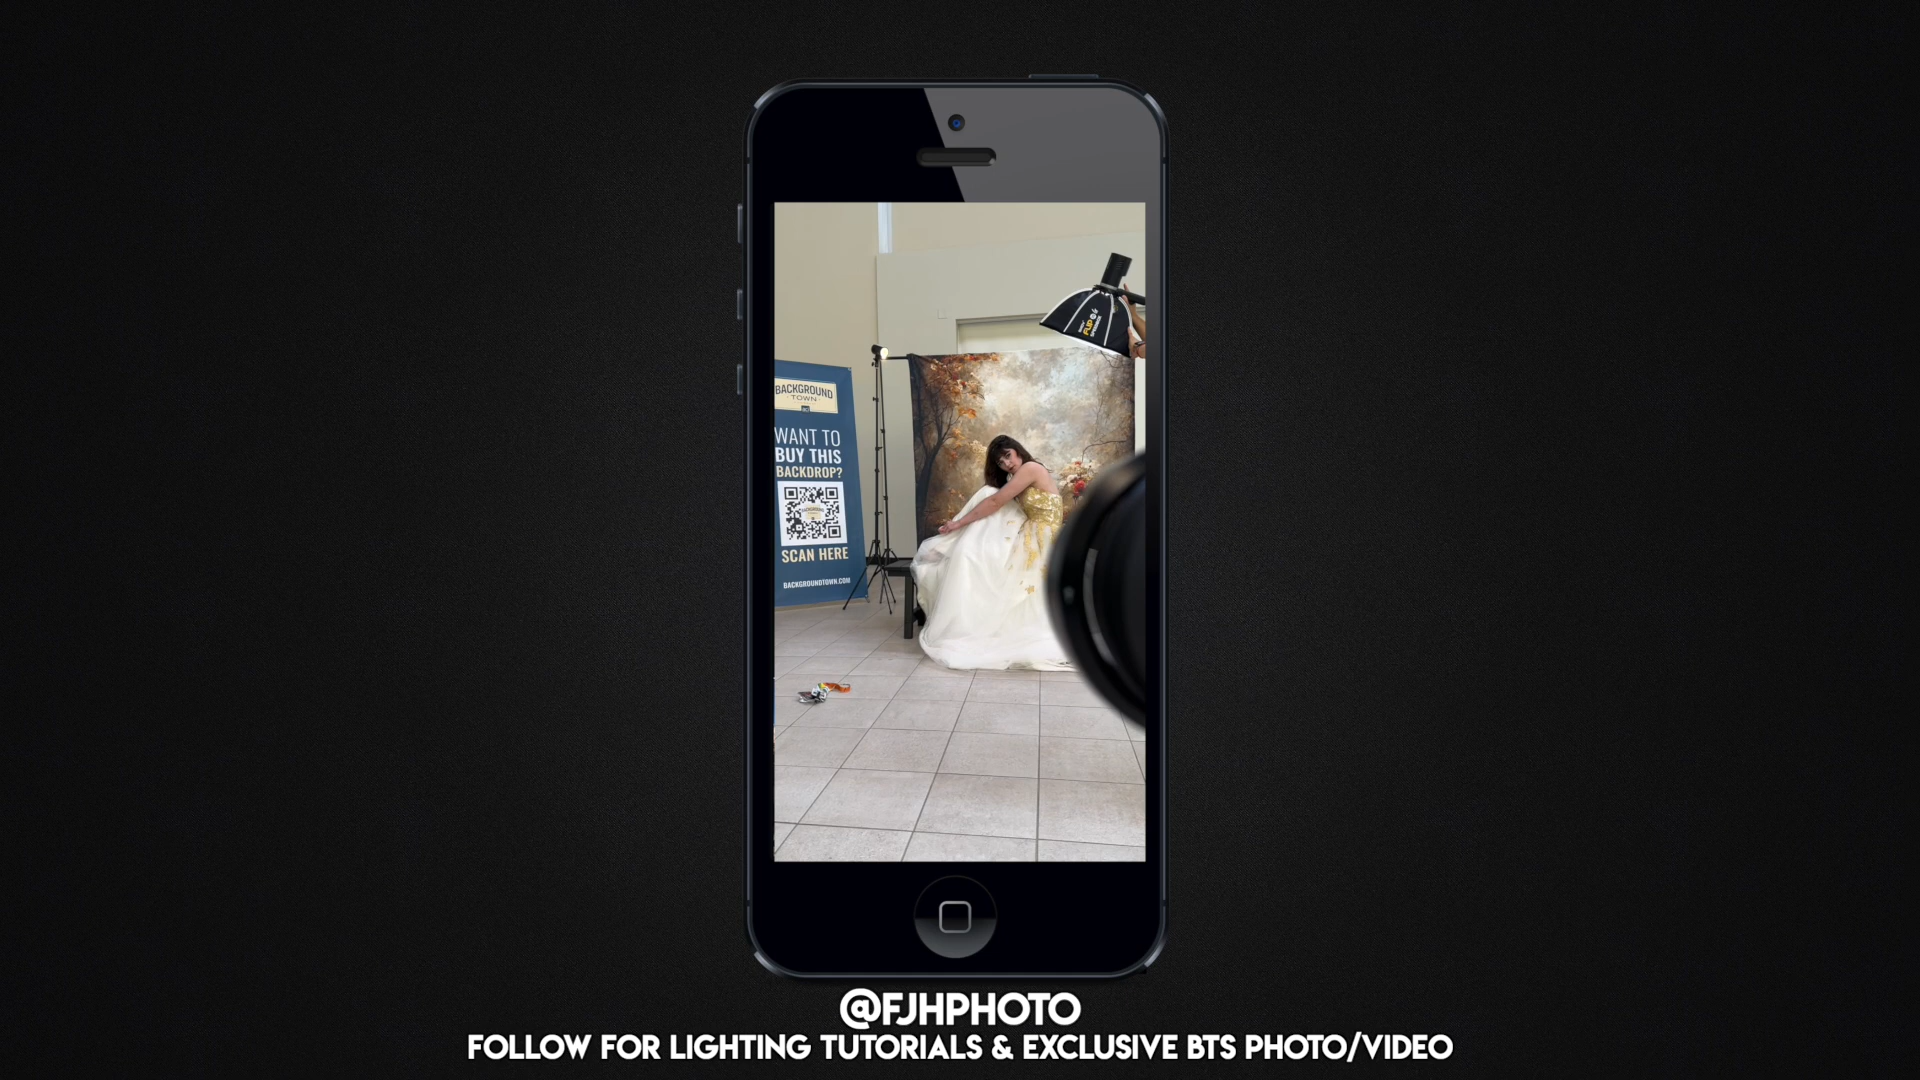 BACKGROUND
TOWN
WANT TO
BUY THIS
BACKDROP?
SCAN HERE
BACKGROUNDTOWN.COM
FLIP
@FJHPHOTO
FOLLOW FOR LIGHTING TUTORIALS & EXCLUSIVE BTS PHOTO/VIDEO